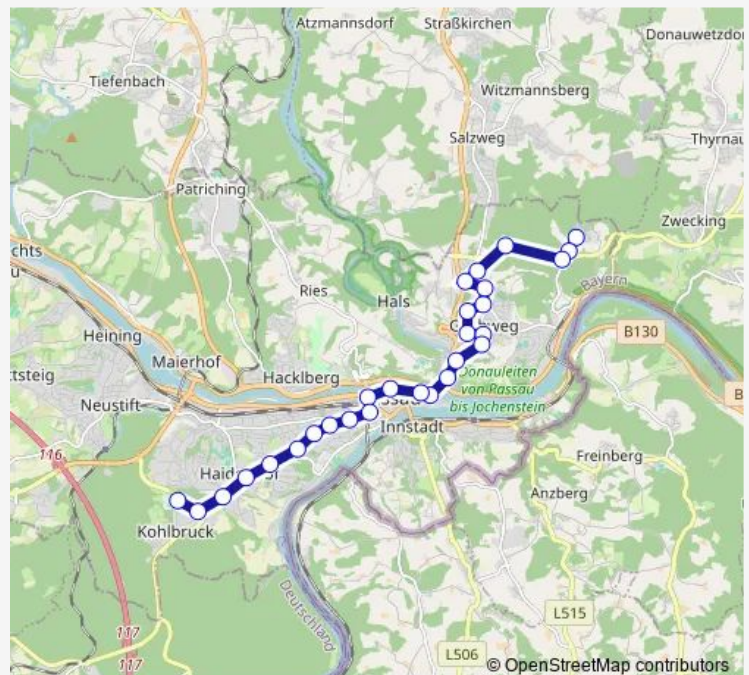 Atzmannsdorf
Straßkirchen
Donauwetzdo
Tiefenbach
Witzmannsberg
Salzweg
Thyrnau
Patriching
Zwecking
Bayern
Ries
Hals
B130
Heining
Maierhof
Hacklberg
Donauleiten
von Passau
bis Jochenstein
Neustift
Innstadt
116
Freinberg
Anzberg
Kohlbruck
Deutschland
L515
117
117
L506
© OpenStreetMap contributors